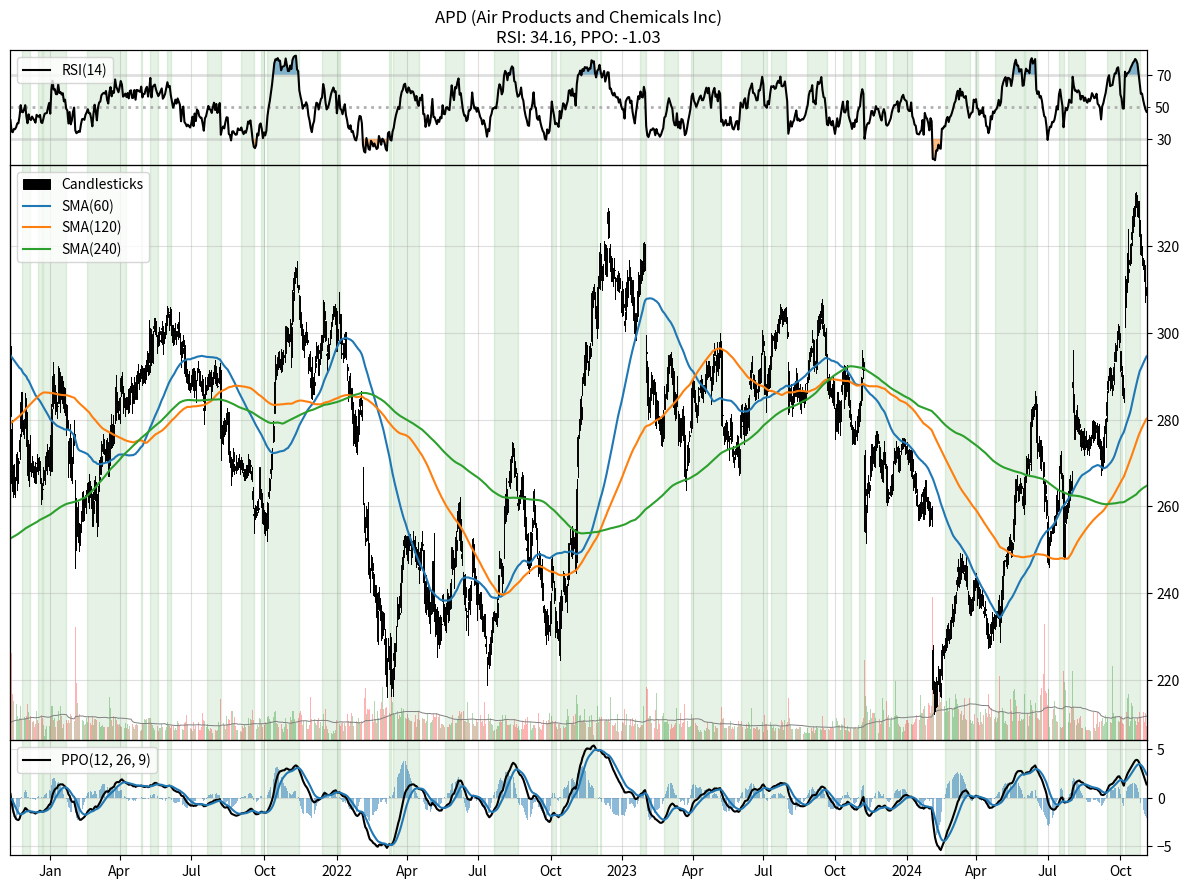 APD (Air Products and Chemicals Inc)
RSI: 34.16, PPO: -1.03
RSI(14)
70
50
30
Candlesticks
SMA(60)
SMA(120)
SMA(240)
320
300
280
260
240
220
PPO(12, 26, 9)
5
0
−5
Jan Apr Jul Oct 2022 Apr Jul Oct 2023 Apr Jul Oct 2024 Apr Jul Oct